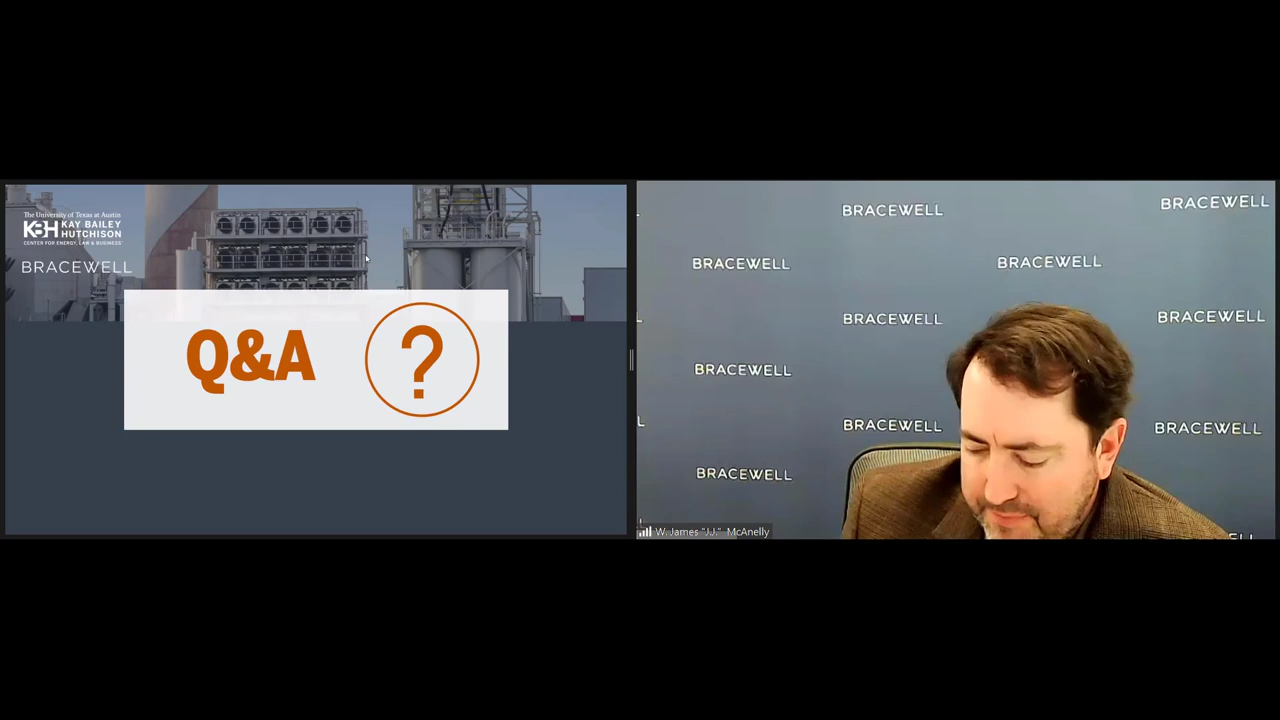 The University of Texas at Austin
KBH KAY BAILEY
HUTCHISON
CENTER FOR ENERGY, LAW & BUSINESS
BRACEWELL
Q&A
?
BRACEWELL
BRACEWELL
BRACEWELL
BRACEWELL
BRACEWELL
BRACEWELL
BRACEWELL
BRACEWELL
BRACEWELL
BRACEWELL
W. James "J.J." McAnelly